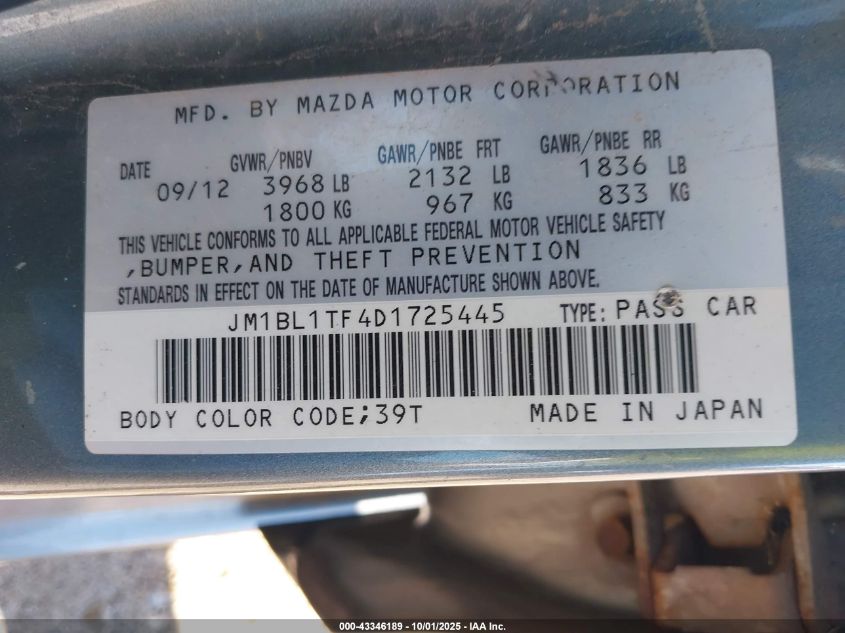 MFD. BY MAZDA MOTOR CORPORATION
DATE GVWR/PNBV GAWR/PNBE FRT GAWR/PNBE RR
09/12 3968 LB 2132 LB 1836 LB
1800 KG 967 KG 833 KG
THIS VEHICLE CONFORMS TO ALL APPLICABLE FEDERAL MOTOR VEHICLE SAFETY
,BUMPER,AND THEFT PREVENTION
STANDARDS IN EFFECT ON THE DATE OF MANUFACTURE SHOWN ABOVE.
JM1BL1TF4D1725445 TYPE: PASS CAR
BODY COLOR CODE;39T MADE IN JAPAN
000-43346189 - 10/01/2025 - IAA Inc.